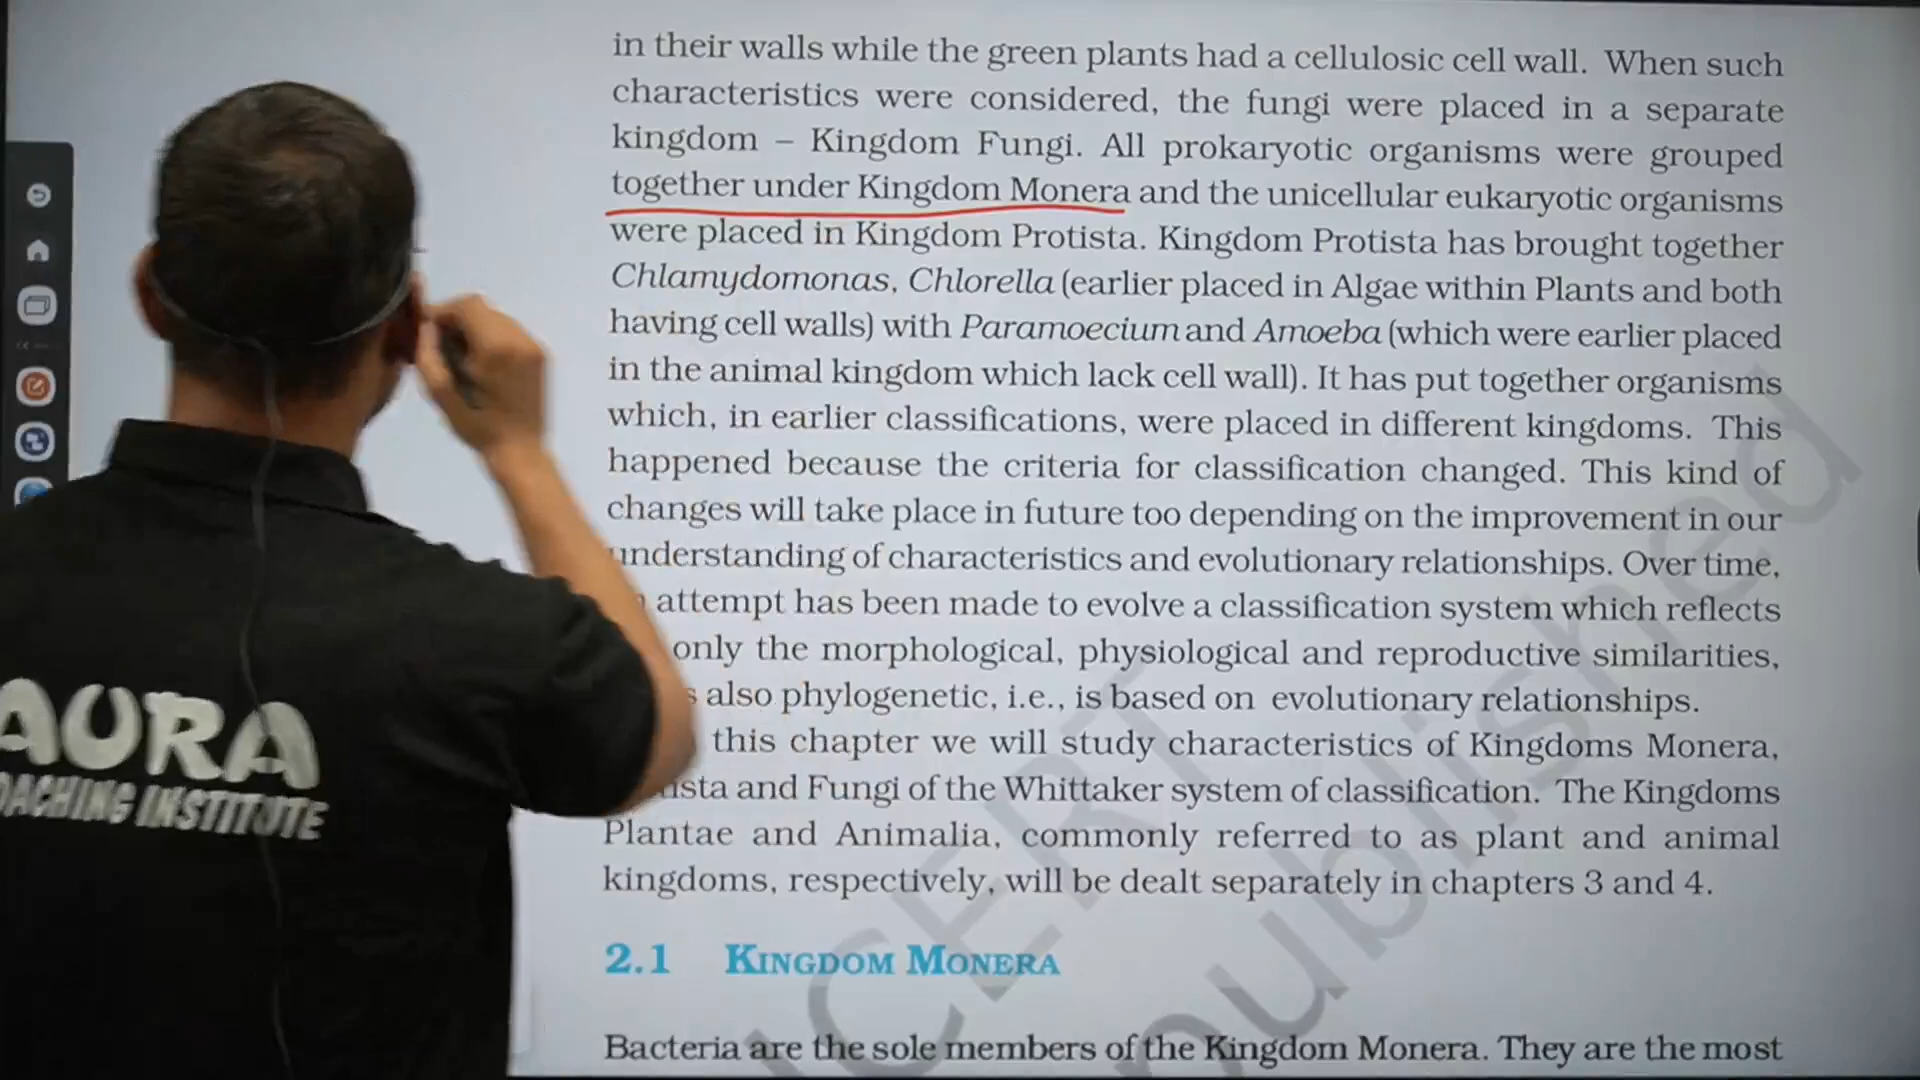 in their walls while the green plants had a cellulosic cell wall. When such
characteristics were considered, the fungi were placed in a separate
kingdom – Kingdom Fungi. All prokaryotic organisms were grouped
together under Kingdom Monera and the unicellular eukaryotic organisms
were placed in Kingdom Protista. Kingdom Protista has brought together
Chlamydomonas, Chlorella (earlier placed in Algae within Plants and both
having cell walls) with Paramoecium and Amoeba (which were earlier placed
in the animal kingdom which lack cell wall). It has put together organisms
which, in earlier classifications, were placed in different kingdoms. This
happened because the criteria for classification changed. This kind of
changes will take place in future too depending on the improvement in our
understanding of characteristics and evolutionary relationships. Over time,
attempt has been made to evolve a classification system which reflects
only the morphological, physiological and reproductive similarities,
also phylogenetic, i.e., is based on evolutionary relationships.
this chapter we will study characteristics of Kingdoms Monera,
and Fungi of the Whittaker system of classification. The Kingdoms
Plantae and Animalia, commonly referred to as plant and animal
kingdoms, respectively, will be dealt separately in chapters 3 and 4.
2.1 KINGDOM MONERA
Bacteria are the sole members of the Kingdom Monera. They are the most
AURA
COACHING INSTITUTE
NCERT
published